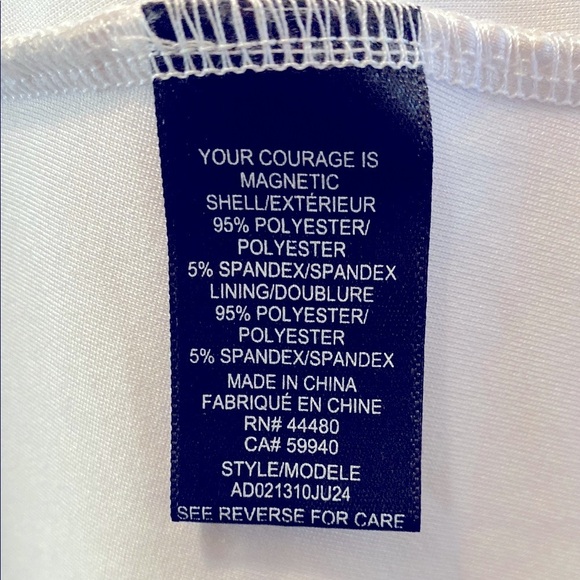 YOUR COURAGE IS
MAGNETIC
SHELL/EXTÉRIEUR
95% POLYESTER/
POLYESTER
5% SPANDEX/SPANDEX
LINING/DOUBLURE
95% POLYESTER/
POLYESTER
5% SPANDEX/SPANDEX
MADE IN CHINA
FABRIQUÉ EN CHINE
RN# 44480
CA# 59940
STYLE/MODELE
AD021310JU24
SEE REVERSE FOR CARE